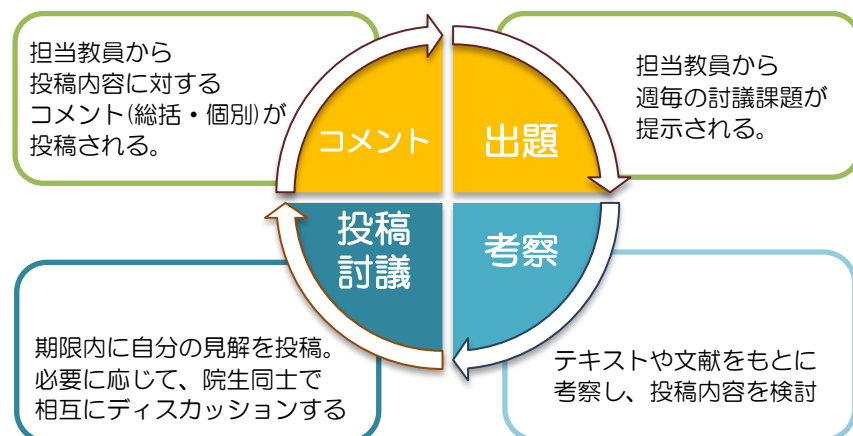 担当教員から
投稿内容に対する
コメント(総括・個別)が
投稿される。
担当教員から
週毎の討議課題が
提示される。
コメント
出題
投稿
討議
考察
期限内に自分の見解を投稿。
必要に応じて、院生同士で
相互にディスカッションする
テキストや文献をもとに
考察し、投稿内容を検討